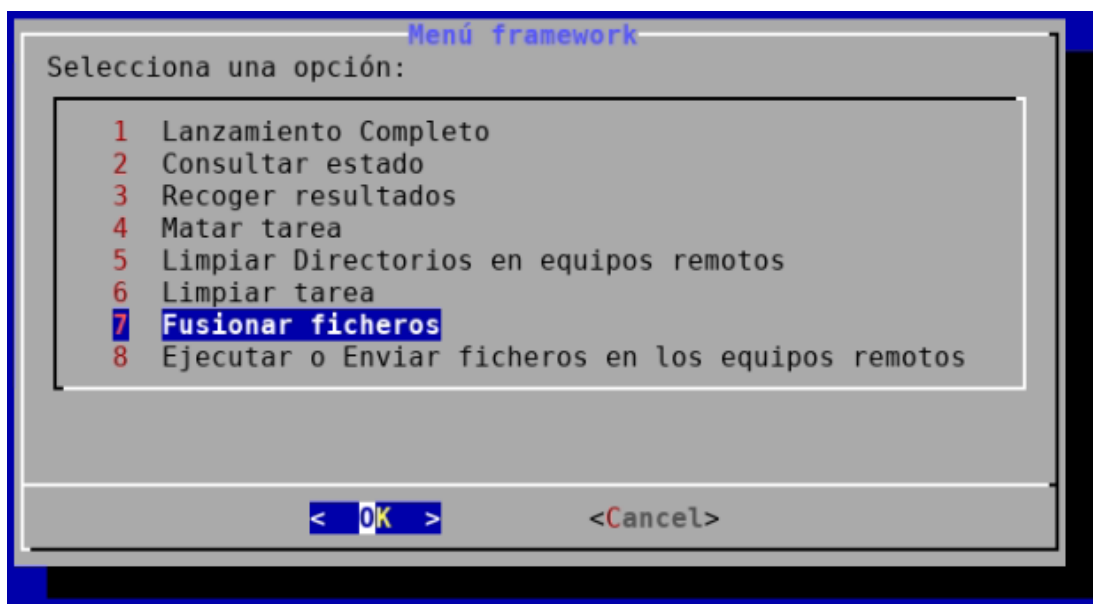 Menú framework
Selecciona una opción:
1 Lanzamiento Completo
2 Consultar estado
3 Recoger resultados
4 Matar tarea
5 Limpiar Directorios en equipos remotos
6 Limpiar tarea
7 Fusionar ficheros
8 Ejecutar o Enviar ficheros en los equipos remotos
< OK > <Cancel>